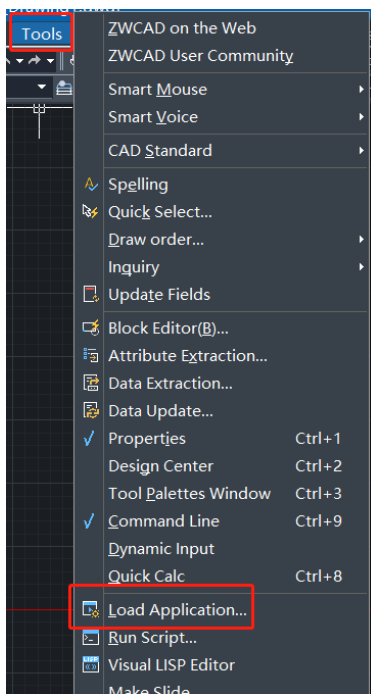 Tools
ZWCAD on the Web
ZWCAD User Community
Smart Mouse
Smart Voice
CAD Standard
Spelling
Quick Select...
Draw order...
Inquiry
Update Fields
Block Editor(B)...
Attribute Extraction...
Data Extraction...
Data Update...
Properties Ctrl+1
Design Center Ctrl+2
Tool Palettes Window Ctrl+3
Command Line Ctrl+9
Dynamic Input
Quick Calc Ctrl+8
Load Application...
Run Script...
LISP Visual LISP Editor
Make Slide